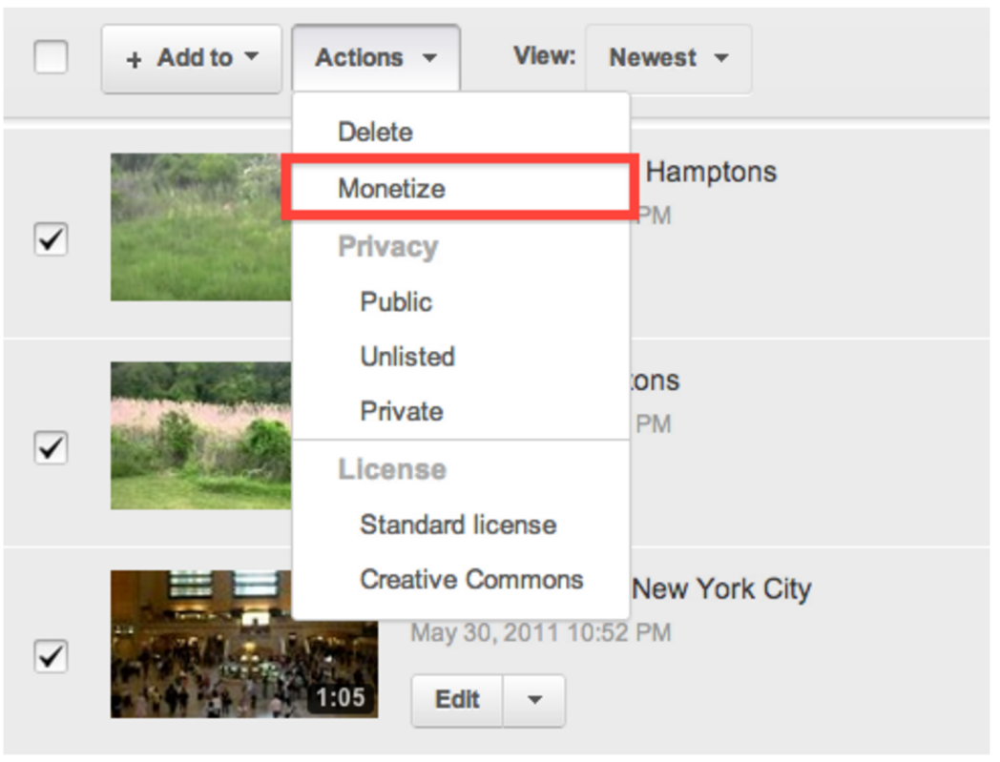 + Add to Actions View: Newest
Delete
Monetize
Hamptons
PM
Privacy
Public
Unlisted
tons
Private
PM
License
Standard license
Creative Commons
New York City
May 30, 2011 10:52 PM
1:05
Edit